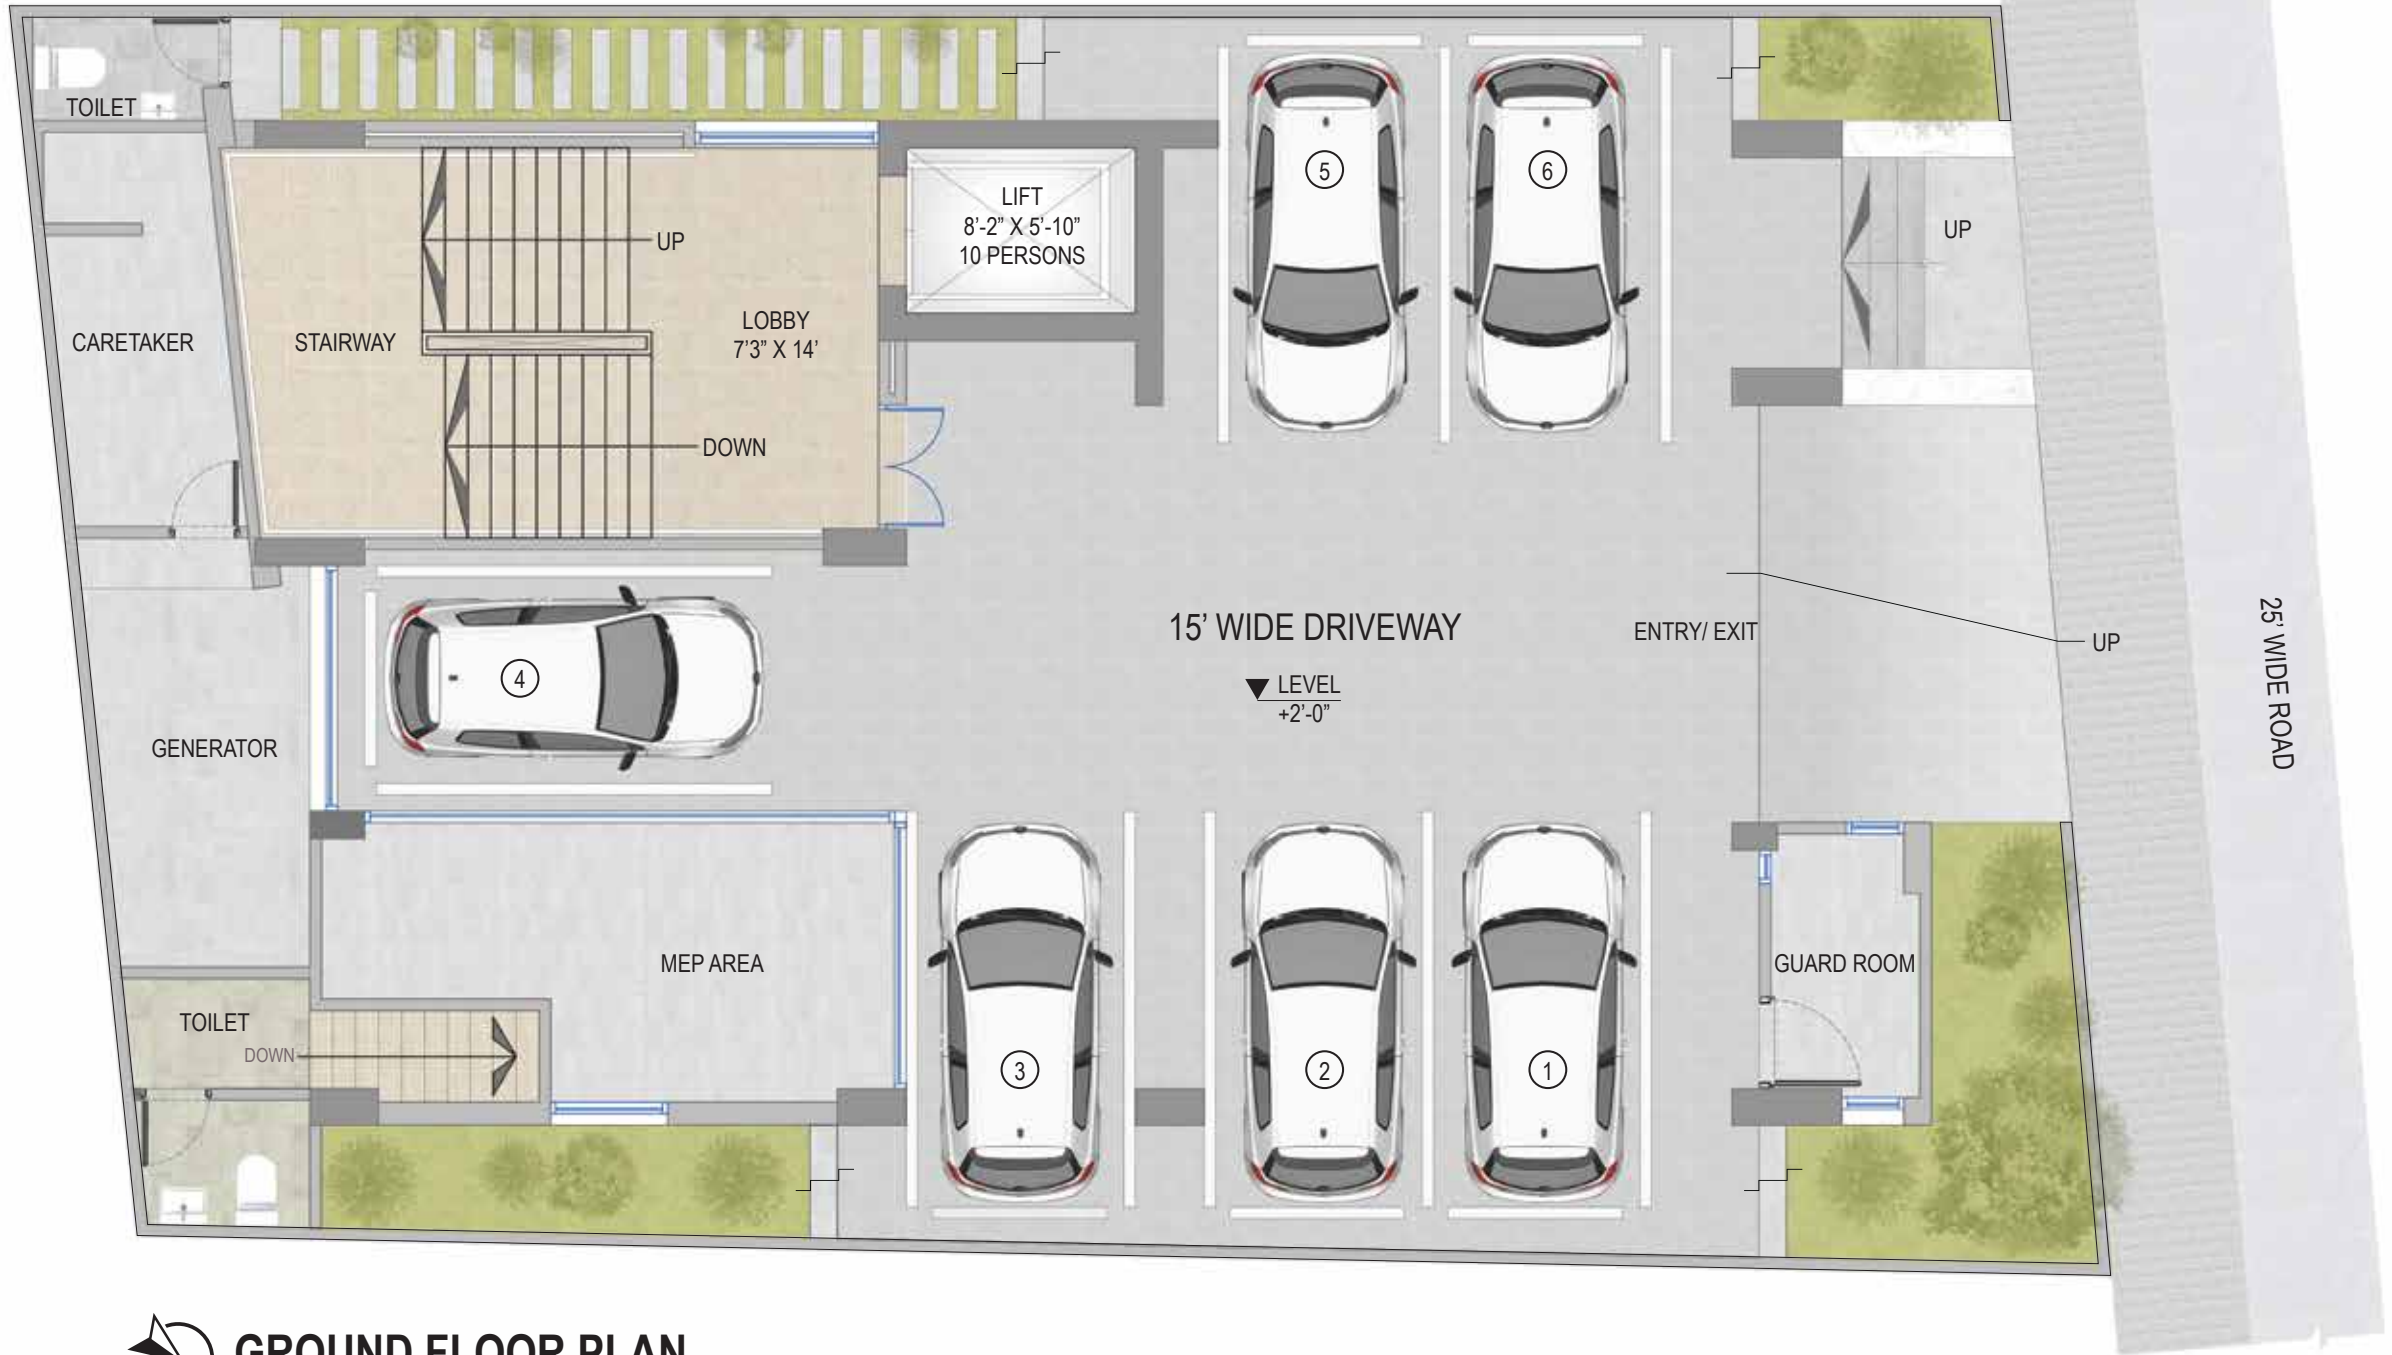 TOILET
CARETAKER
STAIRWAY
UP
DOWN
LOBBY
7'3" X 14'
LIFT
8'-2" X 5'-10"
10 PERSONS
5
6
UP
4
15' WIDE DRIVEWAY
LEVEL
+2'-0"
ENTRY/ EXIT
UP
25' WIDE ROAD
GENERATOR
MEP AREA
TOILET
DOWN
3
2
1
GUARD ROOM
GROUND FLOOR PLAN